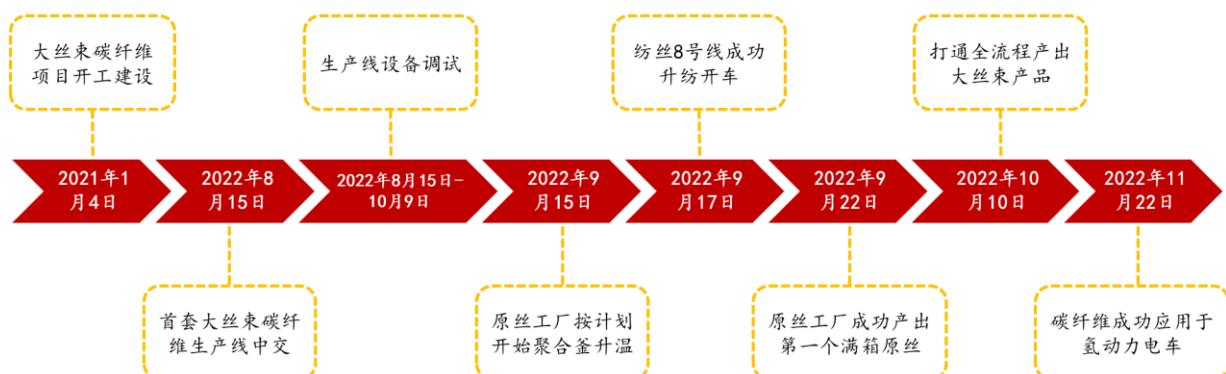 大丝束碳纤维
项目开工建设
生产线设备调试
纺丝8号线成功
升纺开车
打通全流程产出
大丝束产品
2021年1
月4日
2022年8
月15日
2022年8月15日-
10月9日
2022年9
月15日
2022年9
月17日
2022年9
月22日
2022年10
月10日
2022年11
月22日
首套大丝束碳纤
维生产线中交
原丝工厂按计划
开始聚合釜升温
原丝工厂成功产出
第一个满箱原丝
碳纤维成功应用于
氢动力电车